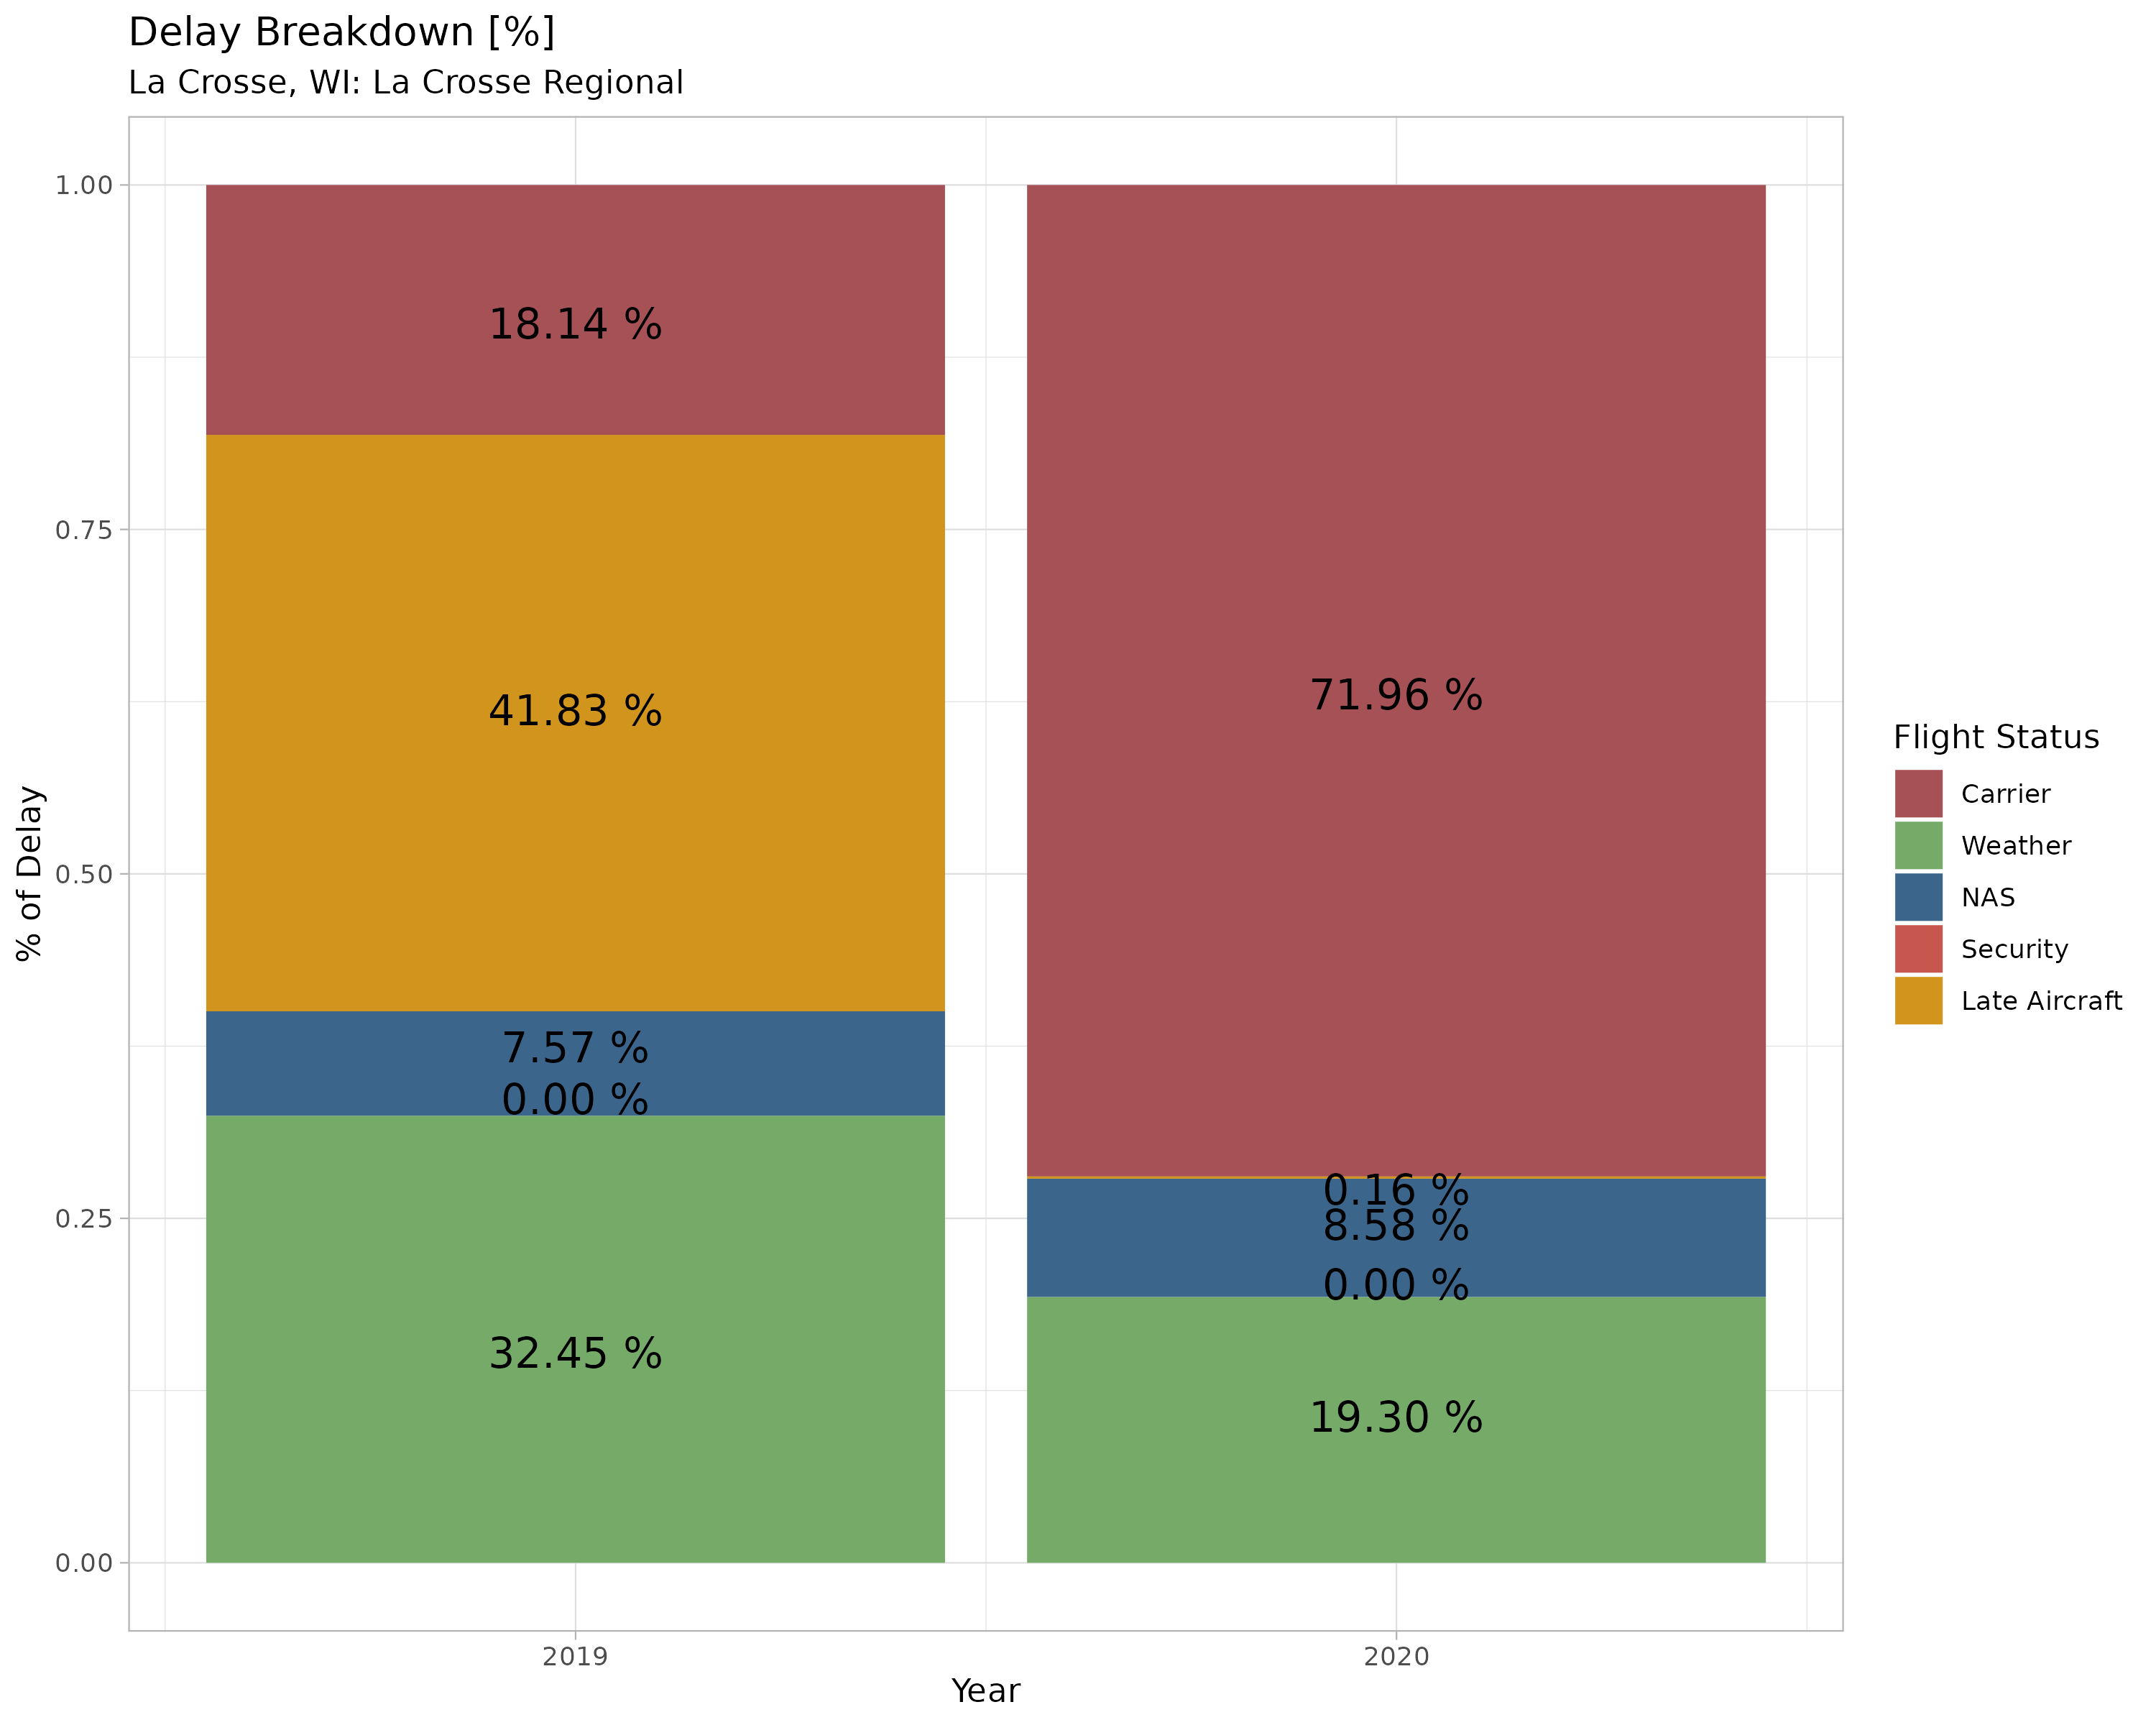 Delay Breakdown [%]
La Crosse, WI: La Crosse Regional
1.00
0.75
0.50
0.25
0.00
% of Delay
18.14 %
41.83 %
7.57 %
0.00 %
32.45 %
71.96 %
0.16 %
8.58 %
0.00 %
19.30 %
2019
2020
Year
Flight Status
Carrier
Weather
NAS
Security
Late Aircraft